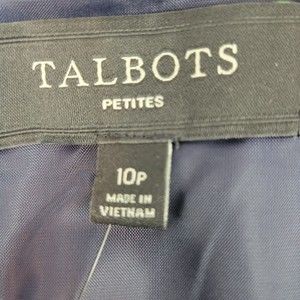 TALBOTS
PETITES
10P
MADE IN
VIETNAM